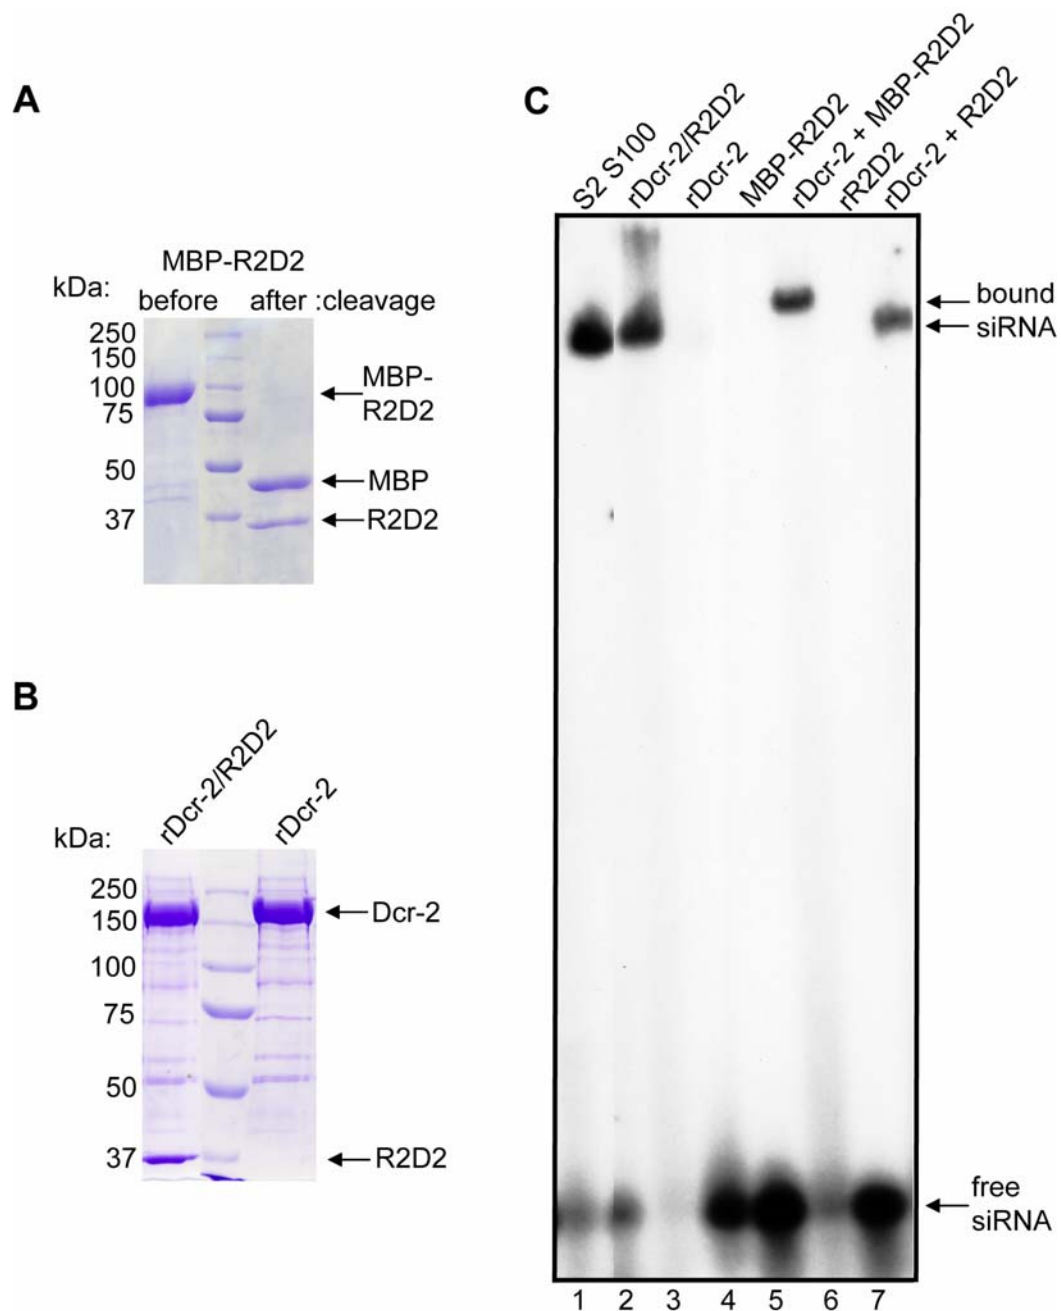 A
MBP-R2D2
kDa:
before after :cleavage
250
150
100
75
50
37
MBP-
R2D2
MBP
R2D2
B
rDcr-2/R2D2
rDcr-2
kDa:
250
150
100
75
50
37
Dcr-2
R2D2
C
S2 S100
rDcr-2/R2D2
rDcr-2
MBP-R2D2
rDcr-2 + MBP-R2D2
rR2D2
rDcr-2 + R2D2
bound
siRNA
free
siRNA
1 2 3 4 5 6 7